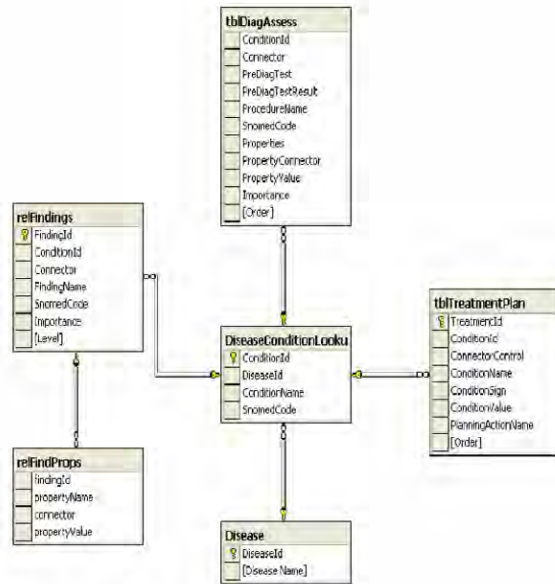 tblDiagAssess
ConditionId
Connector
PreDiagTest
PreDiagTestResult
ProcedureName
SnomedCode
Properties
PropertyConnector
PropertyValue
Importance
[Order]
relFindings
FindingId
ConditionId
Connector
FindingName
SnomedCode
Importance
[Level]
DiseaseConditionLooku
ConditionId
DiseaseId
ConditionName
SnomedCode
tblTreatmentPlan
TreatmentId
ConditionId
ConnectorControl
ConditionName
ConditionSign
ConditionValue
PlanningActionName
[Order]
relFindProps
findingId
propertyName
connector
propertyValue
Disease
DiseaseId
[Disease Name]